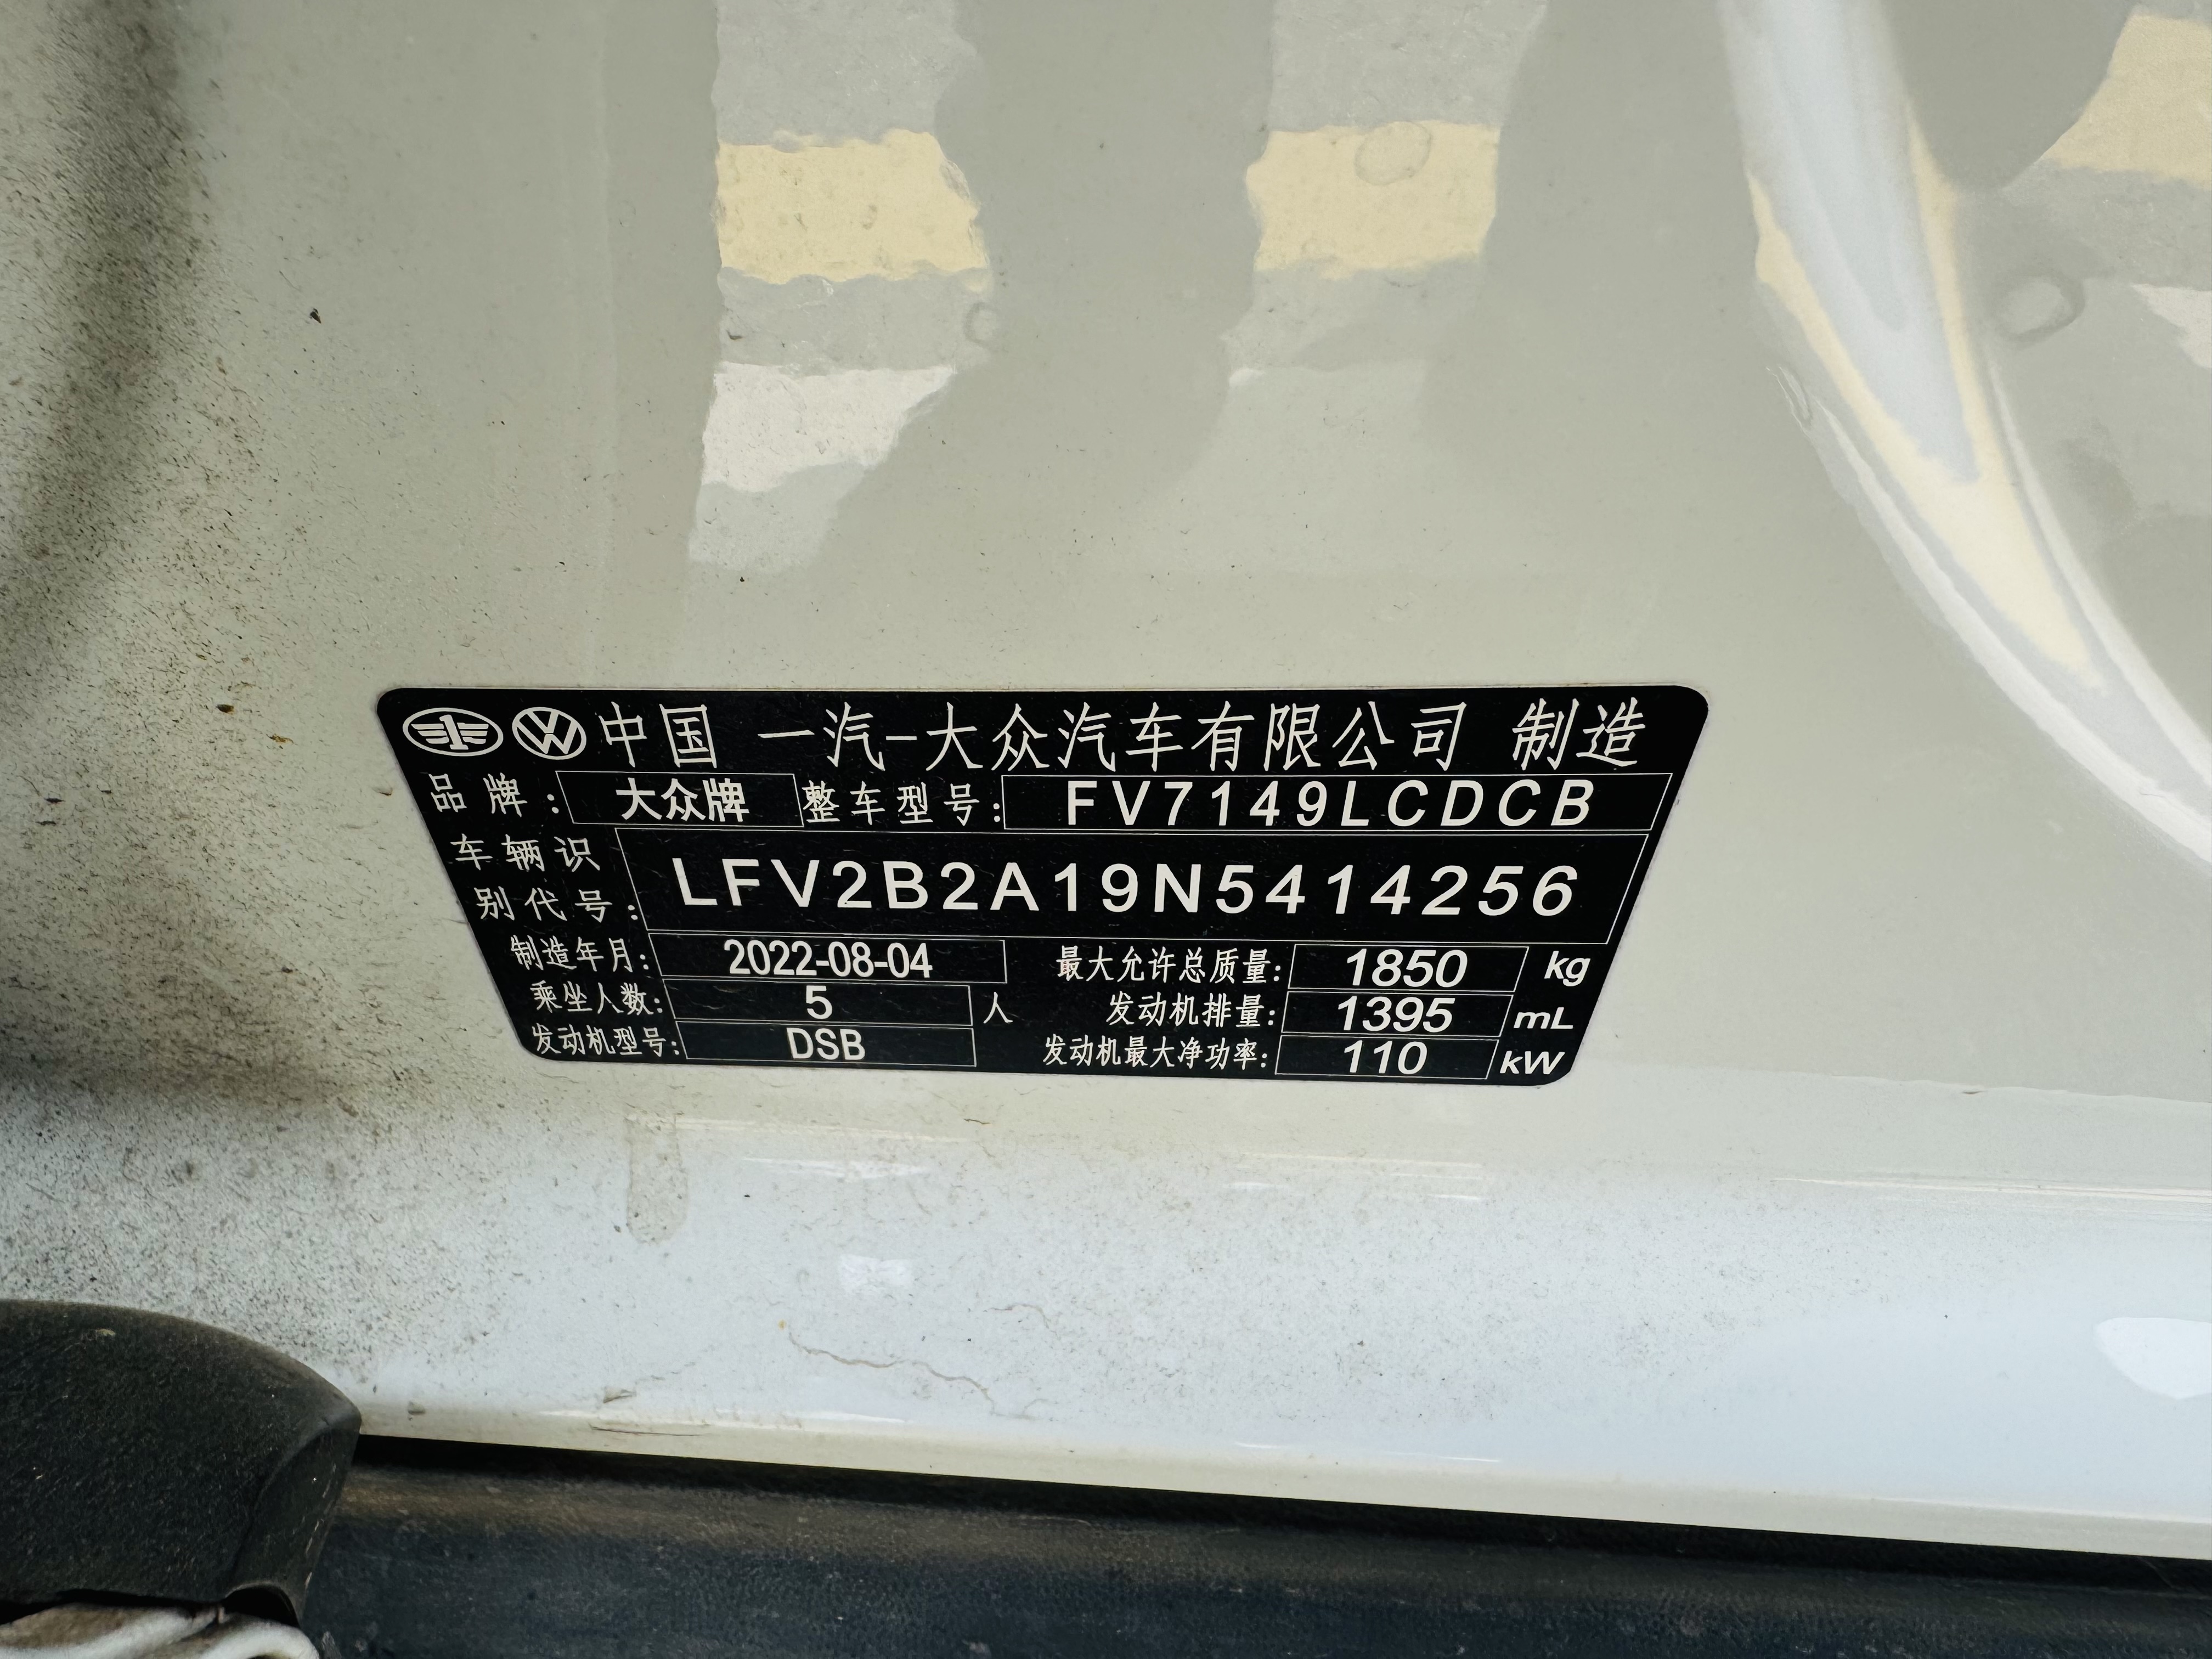 中国 一汽-大众汽车有限公司 制造
品牌: 大众牌 整车型号: FV7149LCDCB
车辆识别代号: LFV2B2A19N5414256
制造年月: 2022-08-04 最大允许总质量: 1850 kg
乘坐人数: 5 人 发动机排量: 1395 mL
发动机型号: DSB 发动机最大净功率: 110 kW